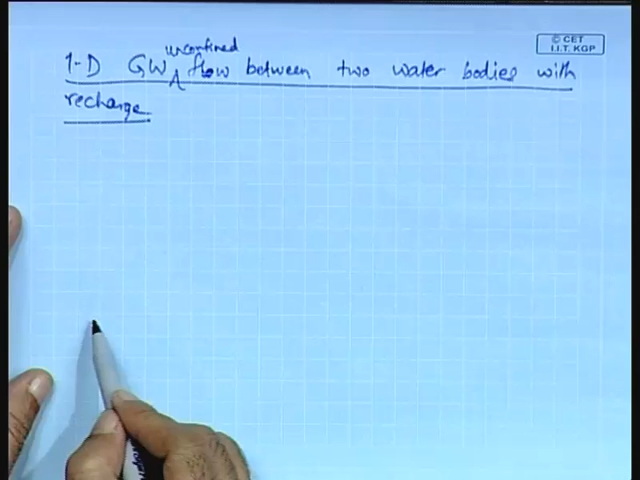 1-D GW unconfined flow between two water bodies with
recharge
© CET
I.I.T. KGP